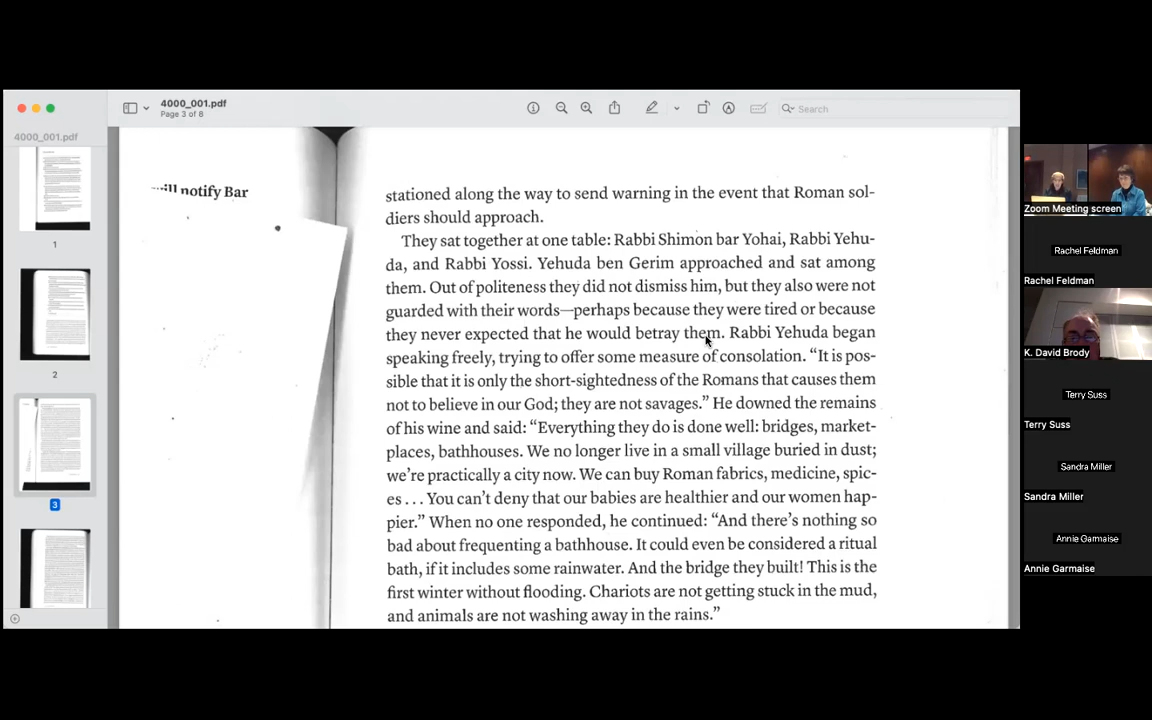 4000_001.pdf
Page 3 of 8
Search
4000_001.pdf
1
2
3
ill notify Bar
stationed along the way to send warning in the event that Roman sol-
diers should approach.
They sat together at one table: Rabbi Shimon bar Yohai, Rabbi Yehu-
da, and Rabbi Yossi. Yehuda ben Gerim approached and sat among
them. Out of politeness they did not dismiss him, but they also were not
guarded with their words—perhaps because they were tired or because
they never expected that he would betray them. Rabbi Yehuda began
speaking freely, trying to offer some measure of consolation. “It is pos-
sible that it is only the short-sightedness of the Romans that causes them
not to believe in our God; they are not savages.” He downed the remains
of his wine and said: “Everything they do is done well: bridges, market-
places, bathhouses. We no longer live in a small village buried in dust;
we’re practically a city now. We can buy Roman fabrics, medicine, spic-
es . . . You can’t deny that our babies are healthier and our women hap-
pier.” When no one responded, he continued: “And there’s nothing so
bad about frequenting a bathhouse. It could even be considered a ritual
bath, if it includes some rainwater. And the bridge they built! This is the
first winter without flooding. Chariots are not getting stuck in the mud,
and animals are not washing away in the rains.”
Zoom Meeting screen
Rachel Feldman
Rachel Feldman
K. David Brody
Terry Suss
Terry Suss
Sandra Miller
Sandra Miller
Annie Garmaise
Annie Garmaise